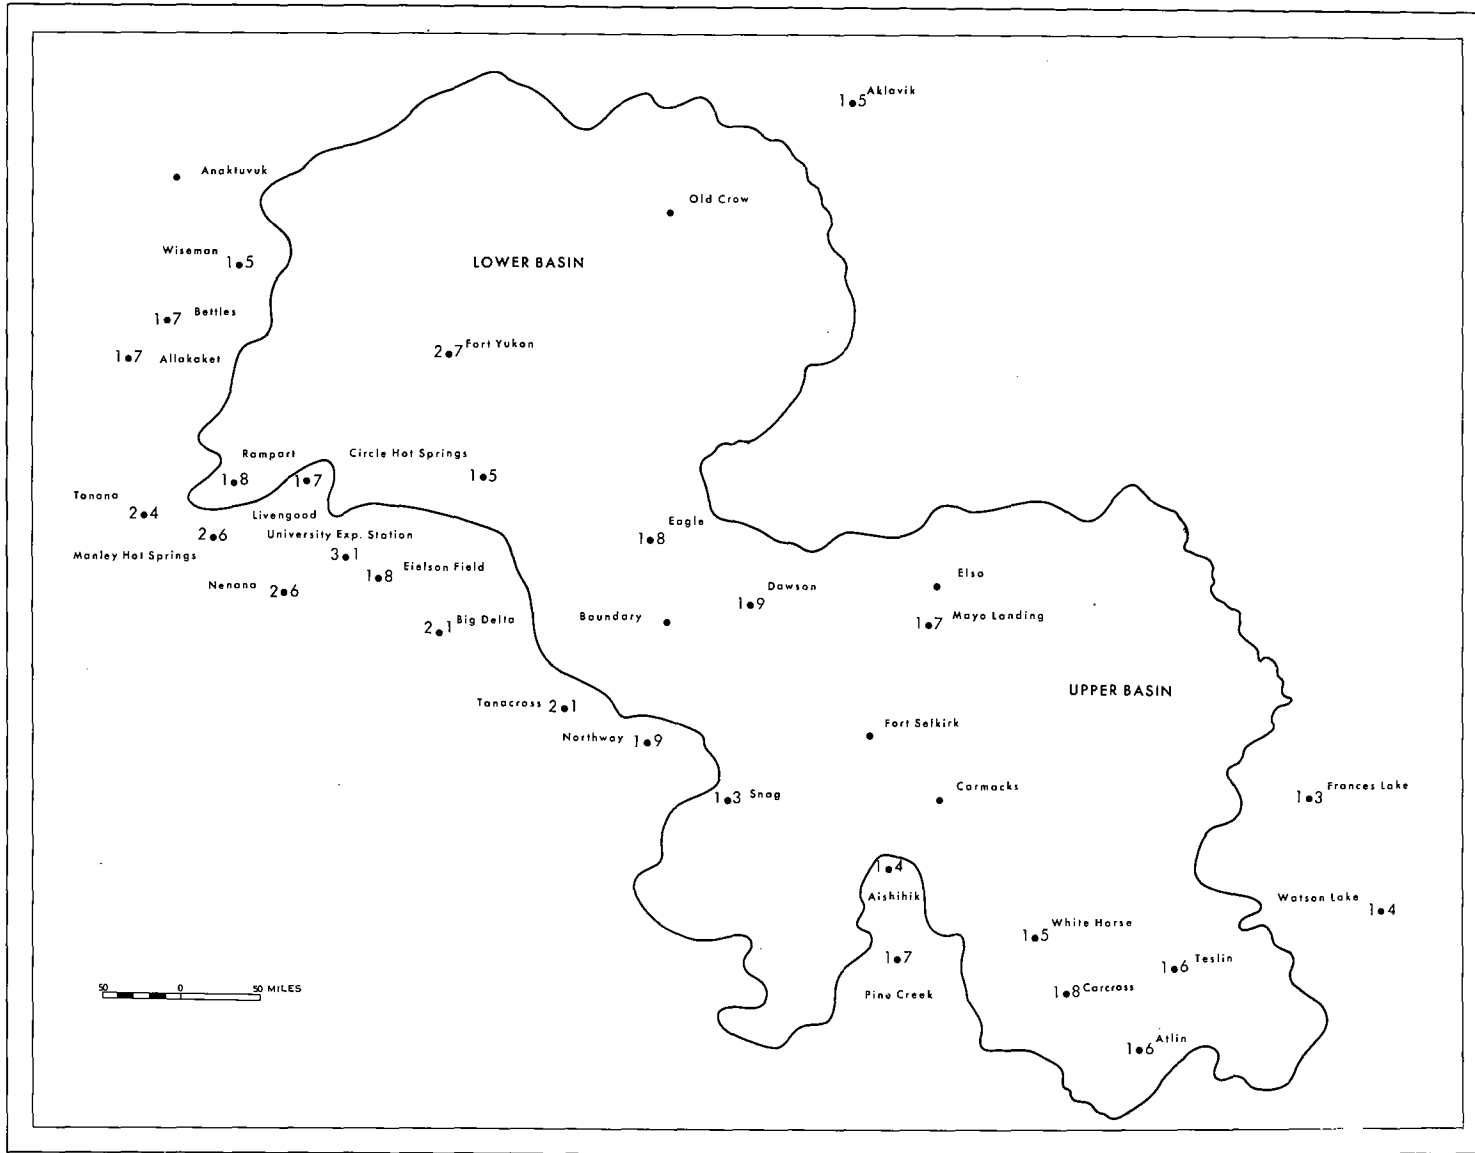 1●5 Aklavik
Anaktuvuk
Old Crow
Wiseman 1●5
LOWER BASIN
1●7 Bettles
1●7 Allakaket
2●7 Fort Yukon
Rampart
1●8
Circle Hot Springs 1●5
1●7
Livengood
Tanana 2●4
2●6
Manley Hot Springs
University Exp. Station
3●1
Eagle
1●8
Eielson Field
1●8
Nenana 2●6
Elsa
Dawson
1●9
Boundary
Mayo Landing
1●7
2●1 Big Delta
UPPER BASIN
Tanacross 2●1
Fort Selkirk
Northway 1●9
1●3 Snag
Carmacks
1●3 Frances Lake
1●4
Aishihik
Watson Lake 1●4
White Horse
1●5
1●7
Pine Creek
Teslin
1●6
1●8 Carcross
50 0 50 MILES
1●6 Atlin